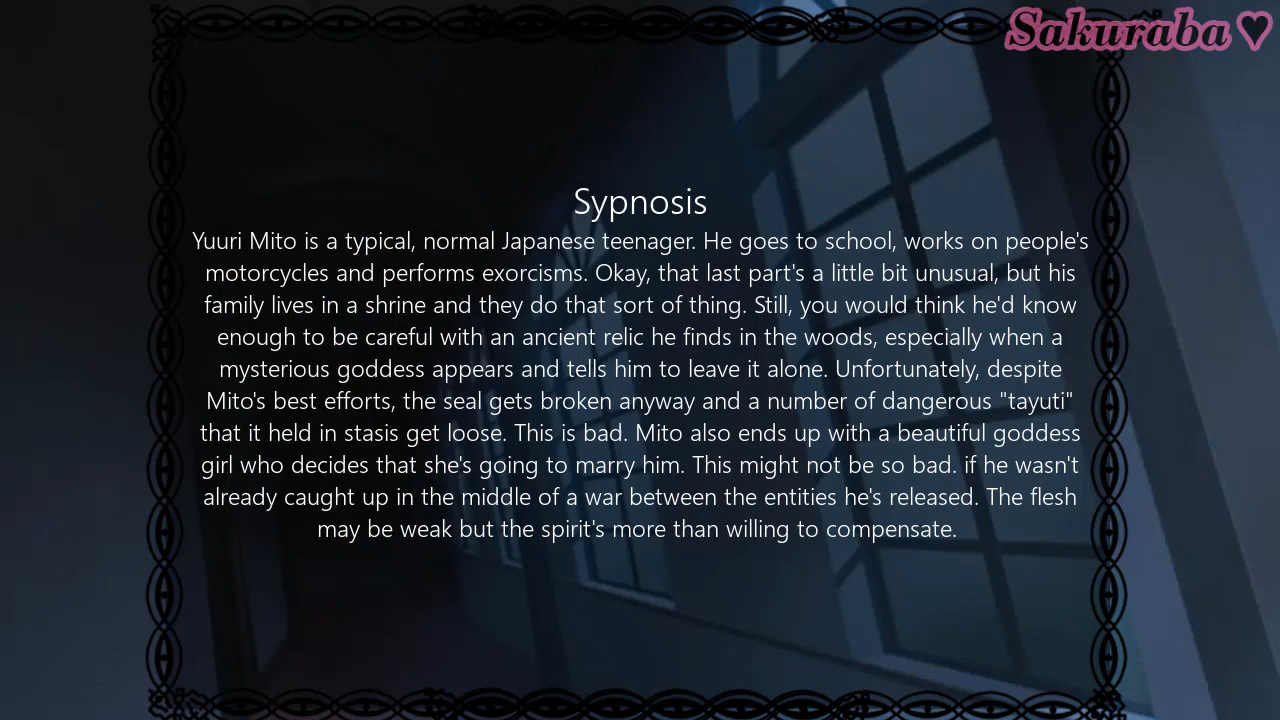 Sakuraba ♡
Sypnosis
Yuuri Mito is a typical, normal Japanese teenager. He goes to school, works on people's
motorcycles and performs exorcisms. Okay, that last part's a little bit unusual, but his
family lives in a shrine and they do that sort of thing. Still, you would think he'd know
enough to be careful with an ancient relic he finds in the woods, especially when a
mysterious goddess appears and tells him to leave it alone. Unfortunately, despite
Mito's best efforts, the seal gets broken anyway and a number of dangerous "tayuti"
that it held in stasis get loose. This is bad. Mito also ends up with a beautiful goddess
girl who decides that she's going to marry him. This might not be so bad. if he wasn't
already caught up in the middle of a war between the entities he's released. The flesh
may be weak but the spirit's more than willing to compensate.